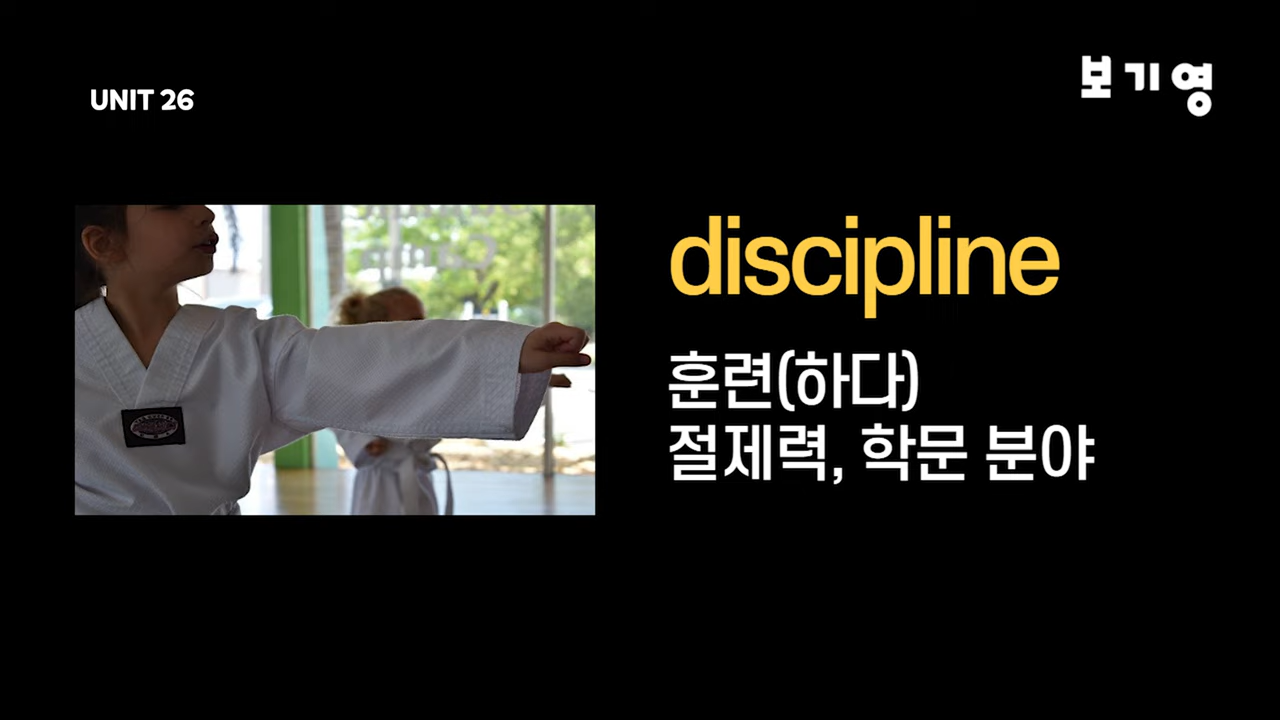 UNIT 26
보기영
discipline
훈련(하다)
절제력, 학문 분야